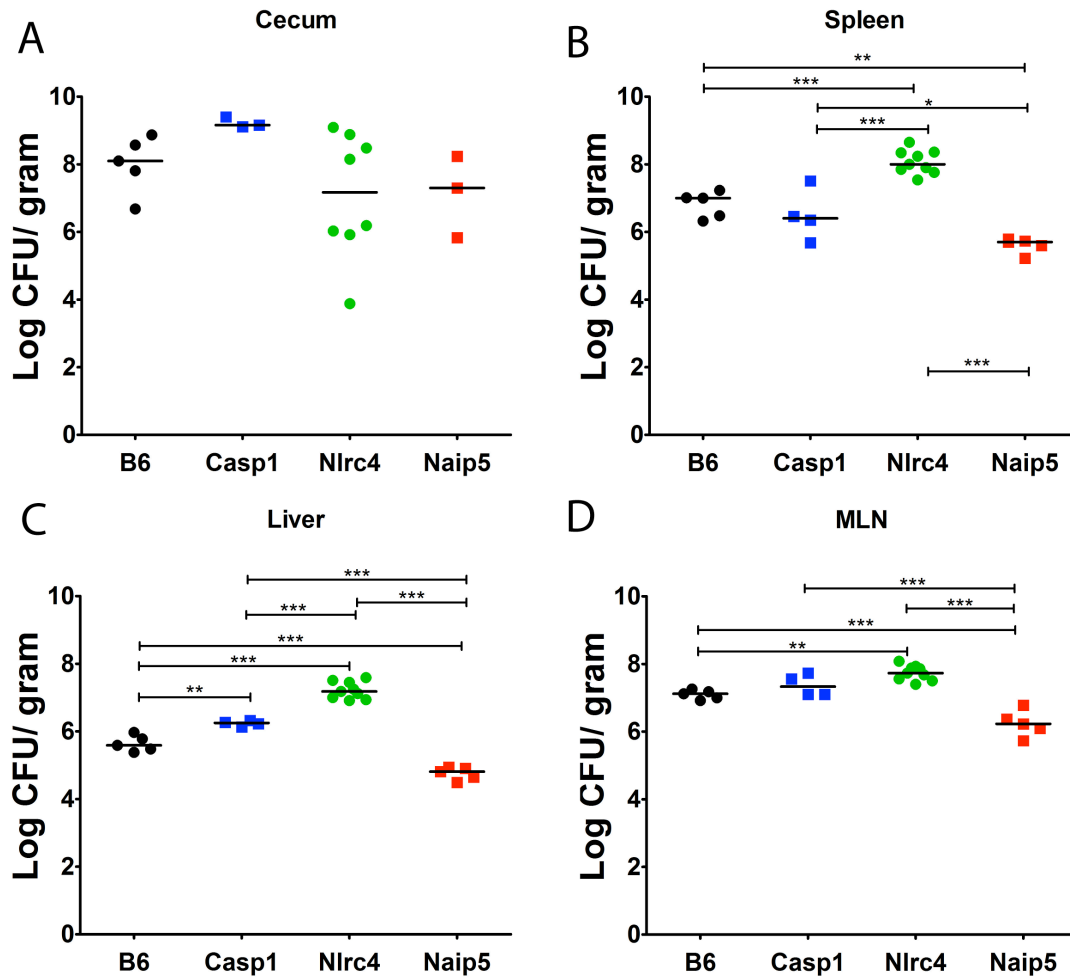 A
Cecum
Log CFU/ gram
10
8
6
4
2
0
B6 Casp1 Nlrc4 Naip5
B
Spleen
**
***
*
***
***
Log CFU/ gram
10
8
6
4
2
0
B6 Casp1 Nlrc4 Naip5
C
Liver
***
***
***
***
***
**
Log CFU/ gram
10
8
6
4
2
0
B6 Casp1 Nlrc4 Naip5
D
MLN
***
***
***
**
Log CFU/ gram
10
8
6
4
2
0
B6 Casp1 Nlrc4 Naip5